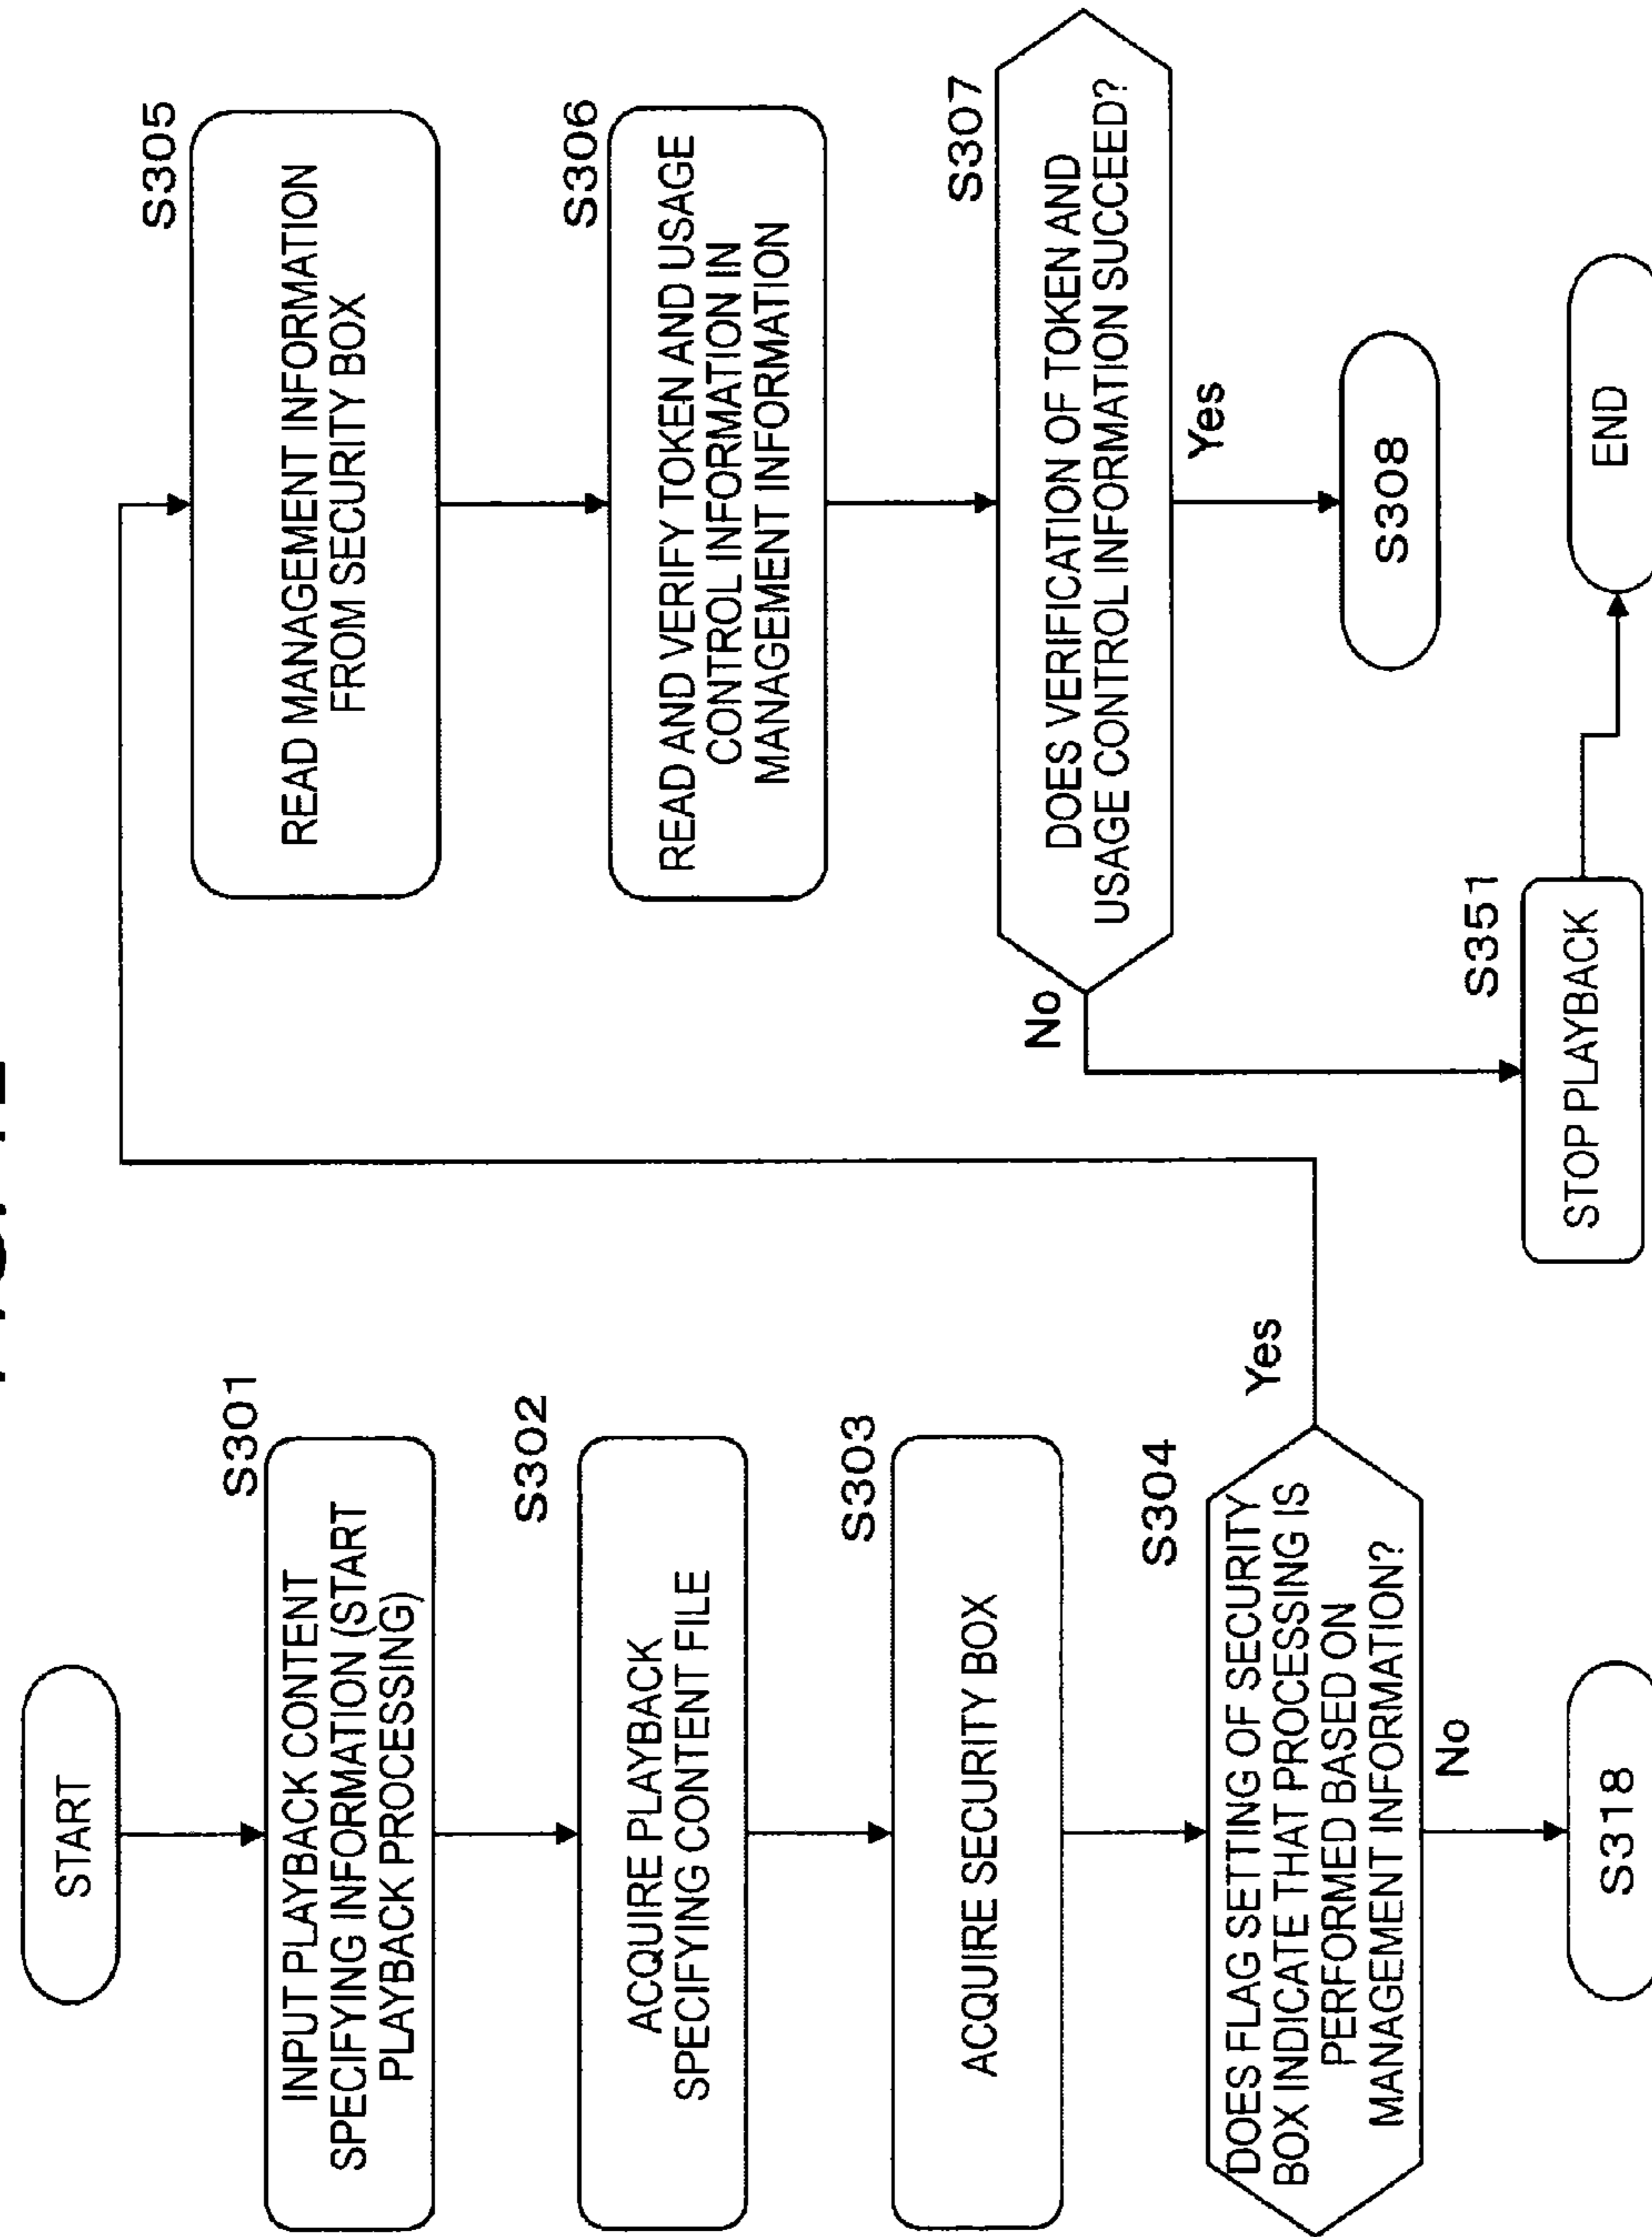 START
S301
INPUT PLAYBACK CONTENT
SPECIFYING INFORMATION (START
PLAYBACK PROCESSING)
S302
ACQUIRE PLAYBACK
SPECIFYING CONTENT FILE
S303
ACQUIRE SECURITY BOX
S304
DOES FLAG SETTING OF SECURITY
BOX INDICATE THAT PROCESSING IS
PERFORMED BASED ON
MANAGEMENT INFORMATION?
Yes
No
S318
S305
READ MANAGEMENT INFORMATION
FROM SECURITY BOX
S306
READ AND VERIFY TOKEN AND USAGE
CONTROL INFORMATION IN
MANAGEMENT INFORMATION
S307
DOES VERIFICATION OF TOKEN AND
USAGE CONTROL INFORMATION SUCCEED?
No
Yes
S308
S351
STOP PLAYBACK
END